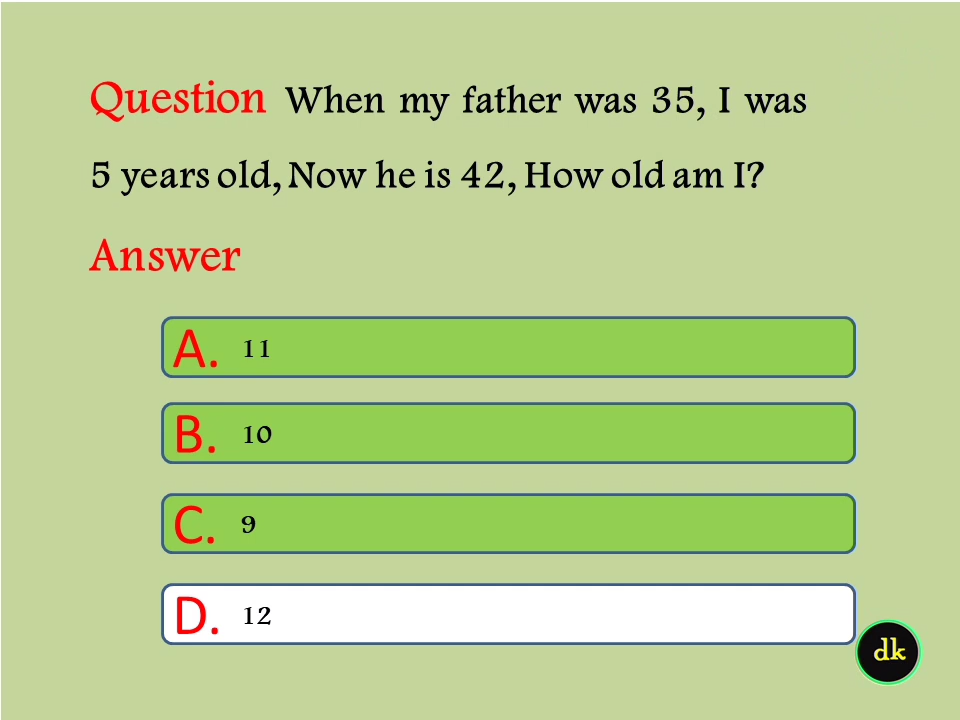 Question When my father was 35, I was
5 years old, Now he is 42, How old am I?
Answer
A. 11
B. 10
C. 9
D. 12
dk